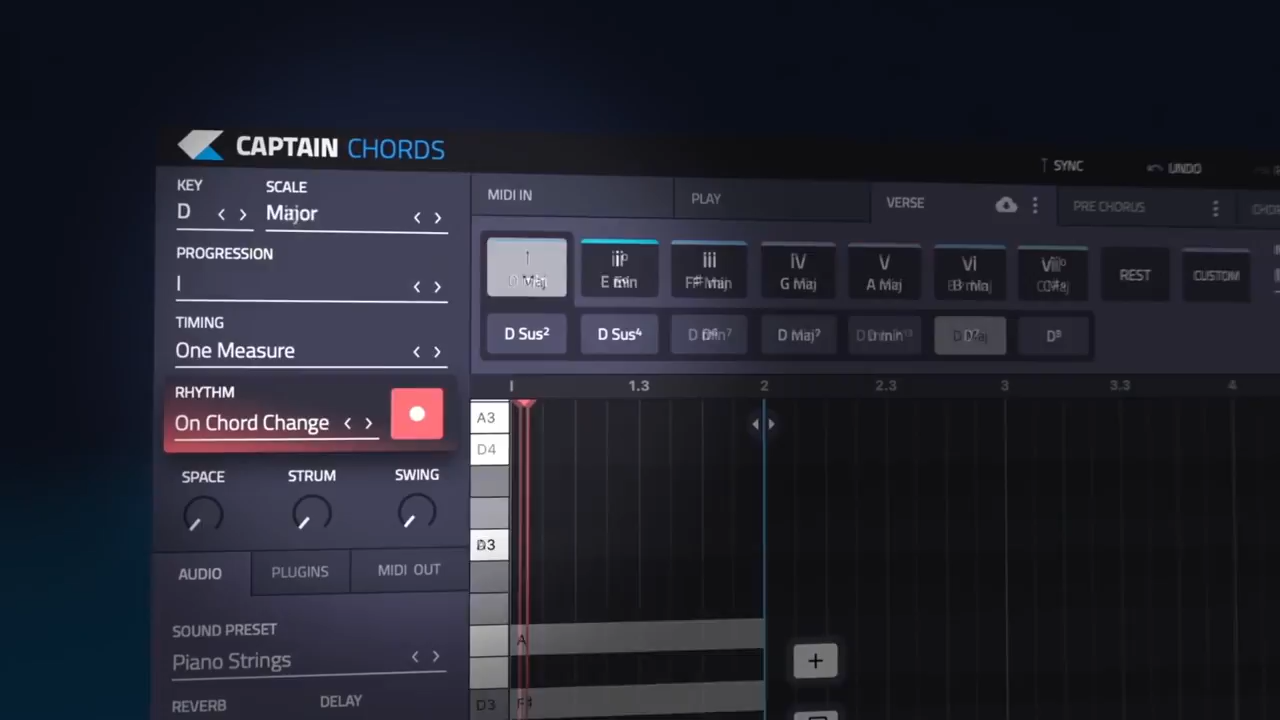 CAPTAIN CHORDS
SYNC
UNDO
KEY
SCALE
D
Major
PROGRESSION
I
TIMING
One Measure
RHYTHM
On Chord Change
SPACE
STRUM
SWING
AUDIO
PLUGINS
MIDI OUT
SOUND PRESET
Piano Strings
REVERB
DELAY
MIDI IN
PLAY
VERSE
PRE CHORUS
I
iii
IV
V
G Maj
A Maj
REST
CUSTOM
D Sus2
D Sus4
D Maj7
D9
1.3
2
2.3
3
3.3
4
A3
D4
D3
A
D3
F#